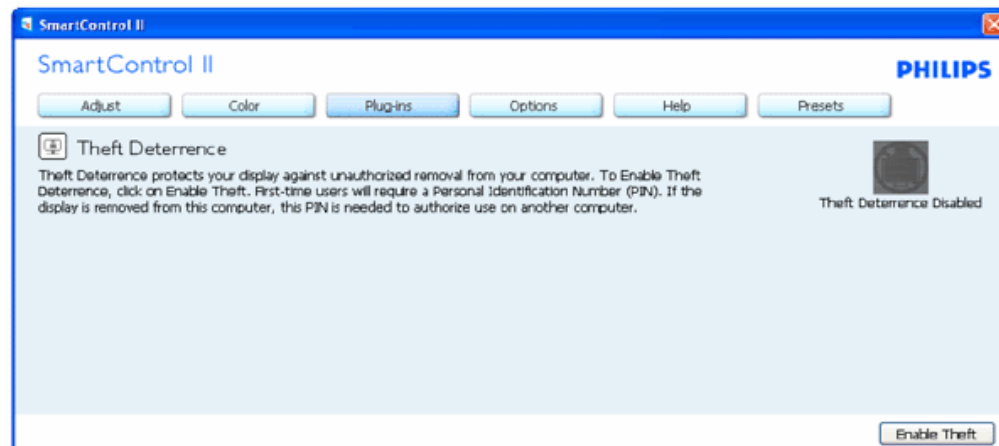 SmartControl II
SmartControl II
PHILIPS
Adjust Color Plug-ins Options Help Presets
Theft Deterrence
Theft Deterrence protects your display against unauthorized removal from your computer. To Enable Theft
Deterrence, click on Enable Theft. First-time users will require a Personal Identification Number (PIN). If the
display is removed from this computer, this PIN is needed to authorize use on another computer.
Theft Deterrence Disabled
Enable Theft